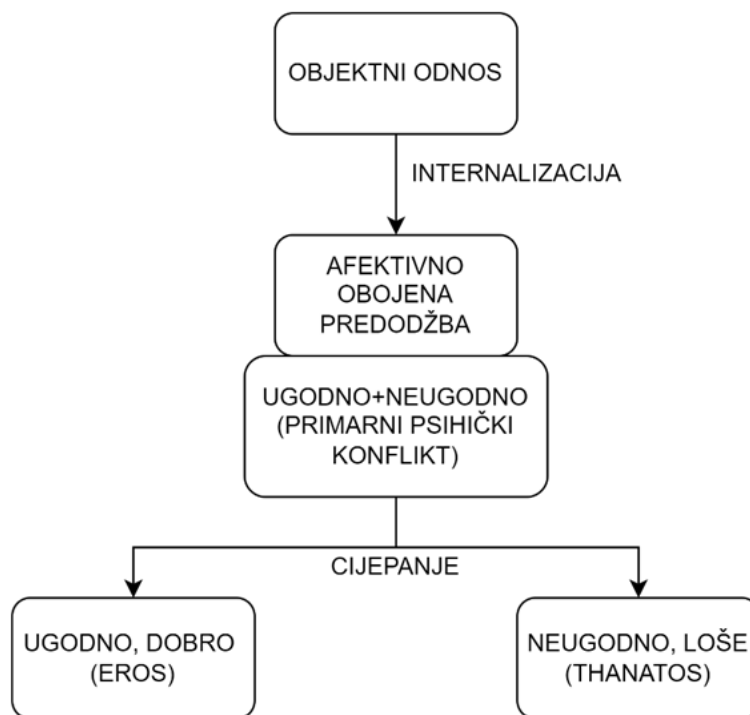 OBJEKTNI ODNOS
INTERNALIZACIJA
AFEKTIVNO
OBOJENA
PREDODŽBA
UGODNO+NEUGODNO
(PRIMARNI PSIHIČKI
KONFLIKT)
CIJEPANJE
UGODNO, DOBRO
(EROS)
NEUGODNO, LOŠE
(THANATOS)